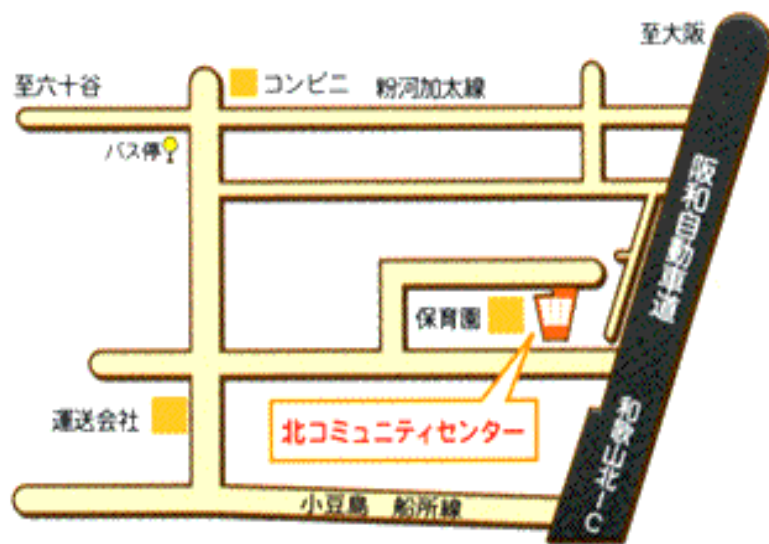 至大阪
至六十谷
コンビニ
粉河加太線
バス停
阪和自動車道
保育園
運送会社
北コミュニティセンター
和歌山北IC
小豆島 船所線